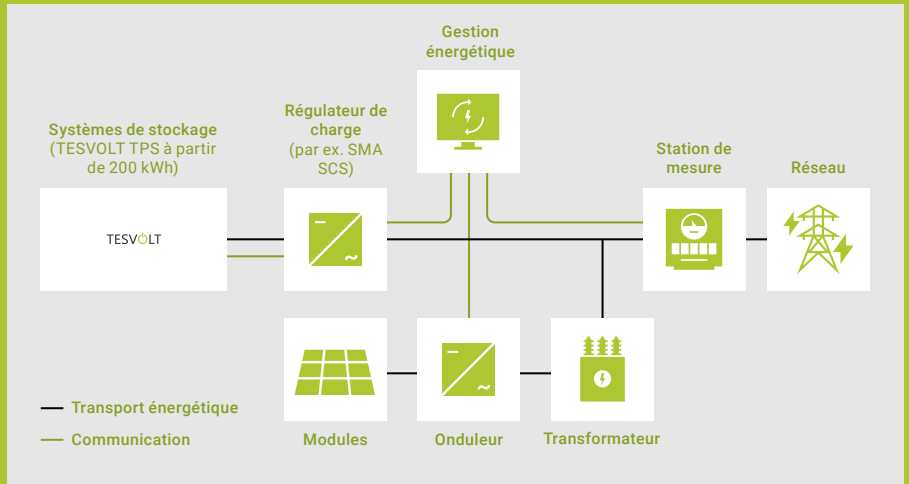 Gestion
énergétique
Régulateur de
charge
(par ex. SMA
SCS)
Systèmes de stockage
(TESVOLT TPS à partir
de 200 kWh)
Station de
mesure
Réseau
TESVOLT
Transport énergétique
Communication
Modules
Onduleur
Transformateur